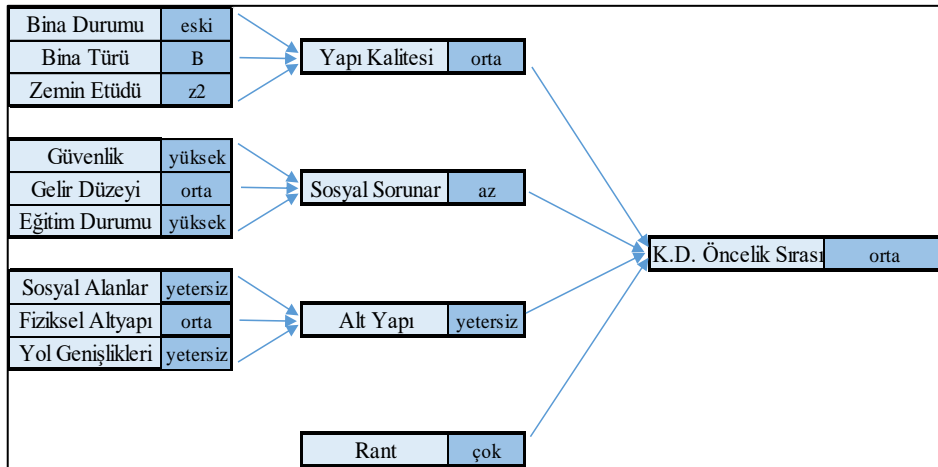 Bina Durumu eski
Bina Türü B
Zemin Etüdü z2
Yapı Kalitesi orta
Güvenlik yüksek
Gelir Düzeyi orta
Eğitim Durumu yüksek
Sosyal Sorunar az
K.D. Öncelik Sırası orta
Sosyal Alanlar yetersiz
Fiziksel Altyapı orta
Yol Genişlikleri yetersiz
Alt Yapı yetersiz
Rant çok